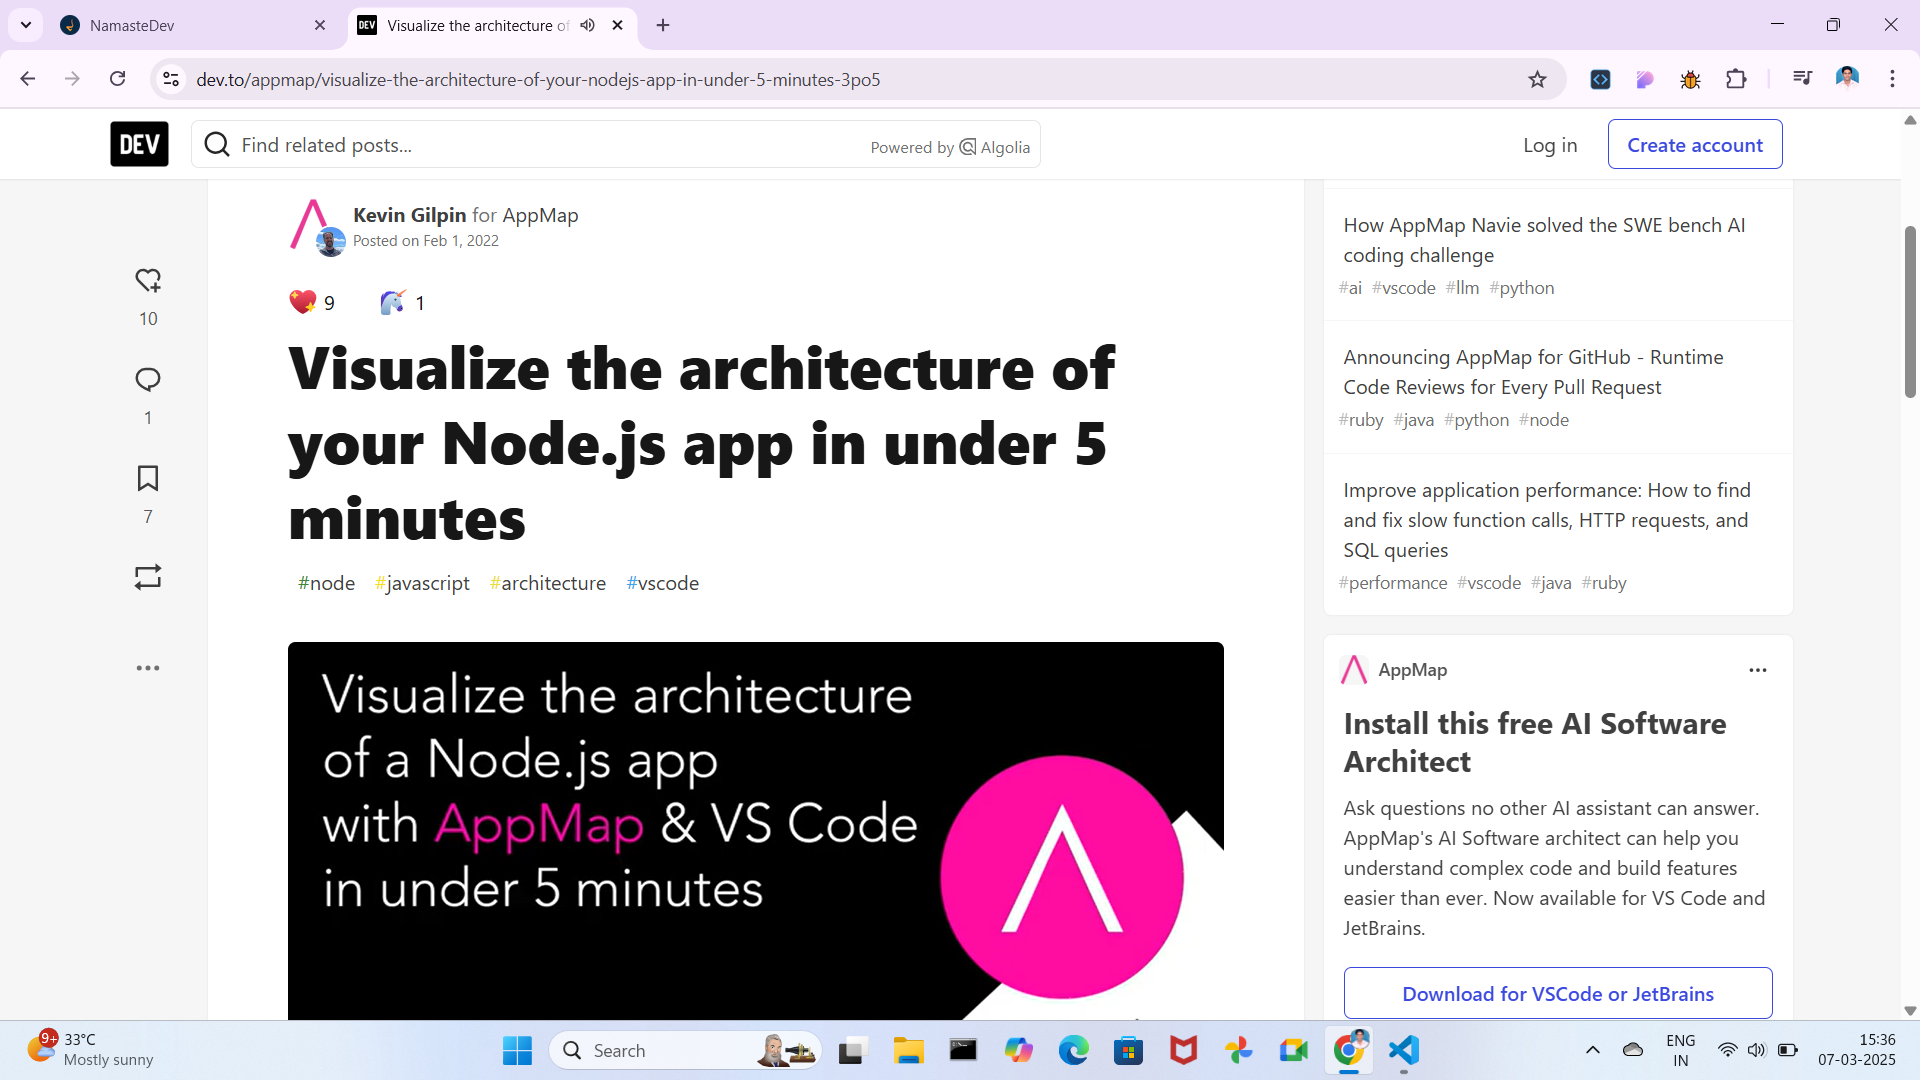 NamasteDev
DEV
Visualize the architecture of
dev.to/appmap/visualize-the-architecture-of-your-nodejs-app-in-under-5-minutes-3po5
DEV
Find related posts...
Powered by Algolia
Log in
Create account
Kevin Gilpin for AppMap
Posted on Feb 1, 2022
10
1
7
9
1
Visualize the architecture of
your Node.js app in under 5
minutes
#node #javascript #architecture #vscode
Visualize the architecture
of a Node.js app
with AppMap & VS Code
in under 5 minutes
How AppMap Navie solved the SWE bench AI
coding challenge
#ai #vscode #llm #python
Announcing AppMap for GitHub - Runtime
Code Reviews for Every Pull Request
#ruby #java #python #node
Improve application performance: How to find
and fix slow function calls, HTTP requests, and
SQL queries
#performance #vscode #java #ruby
AppMap
Install this free AI Software
Architect
Ask questions no other AI assistant can answer.
AppMap's AI Software architect can help you
understand complex code and build features
easier than ever. Now available for VS Code and
JetBrains.
Download for VSCode or JetBrains
9+
33°C
Mostly sunny
Search
ENG
IN
15:36
07-03-2025